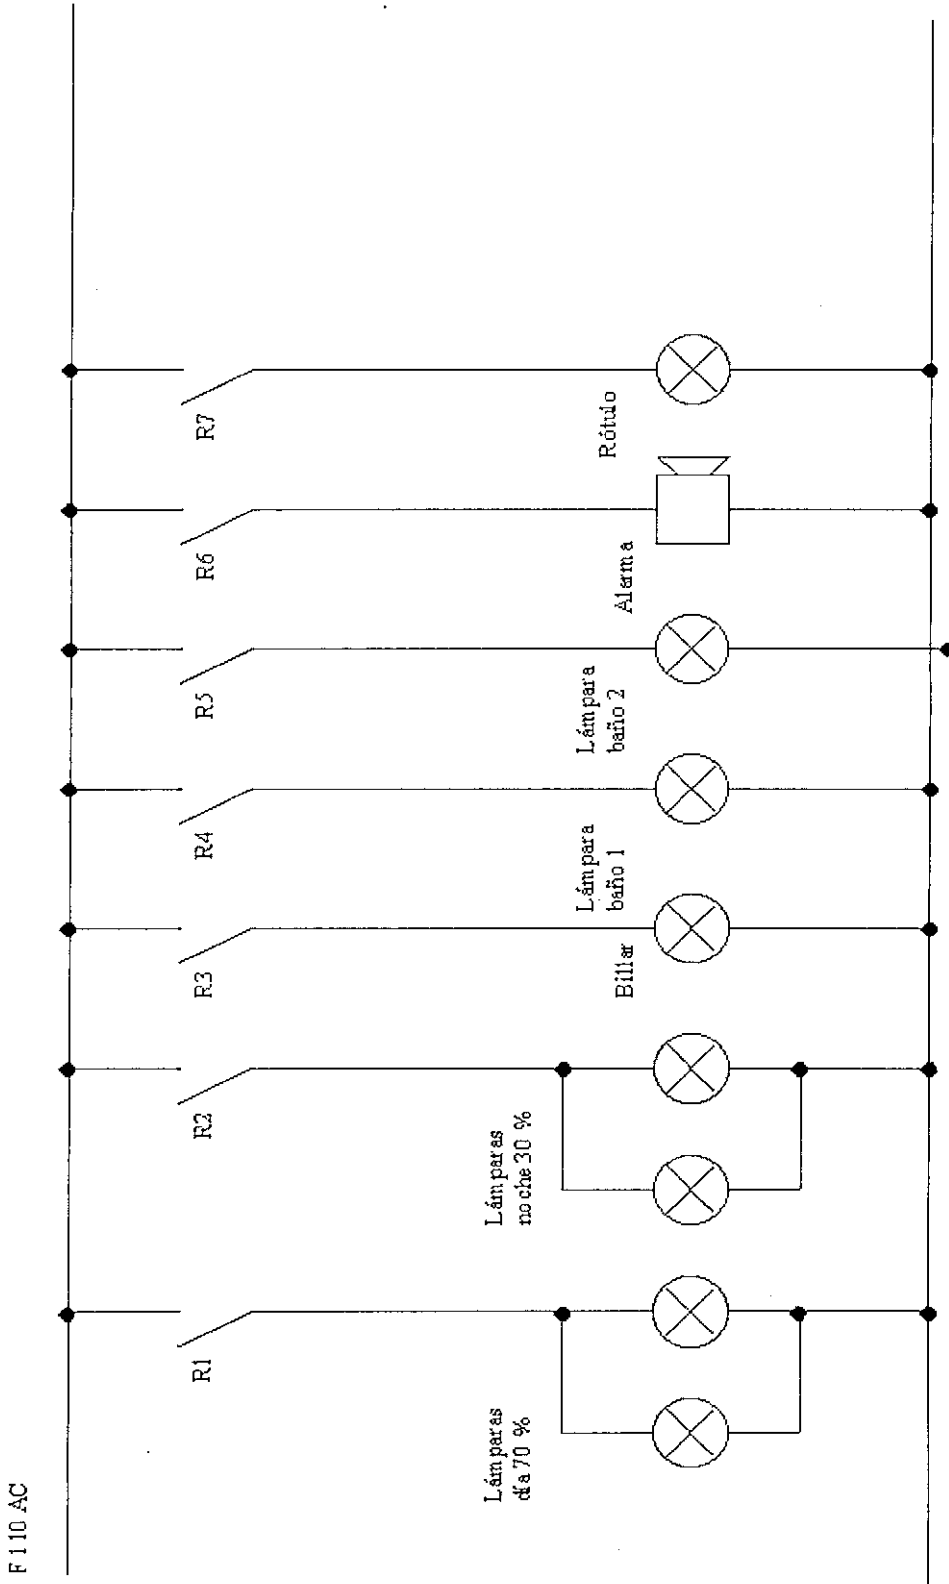 F 110 AC
R1
R2
R3
R4
R5
R6
R7
Lámparas
día 70 %
Lámparas
noche 30 %
Billar
Lámpara
baño 1
Lámpara
baño 2
Alarma
Rótulo